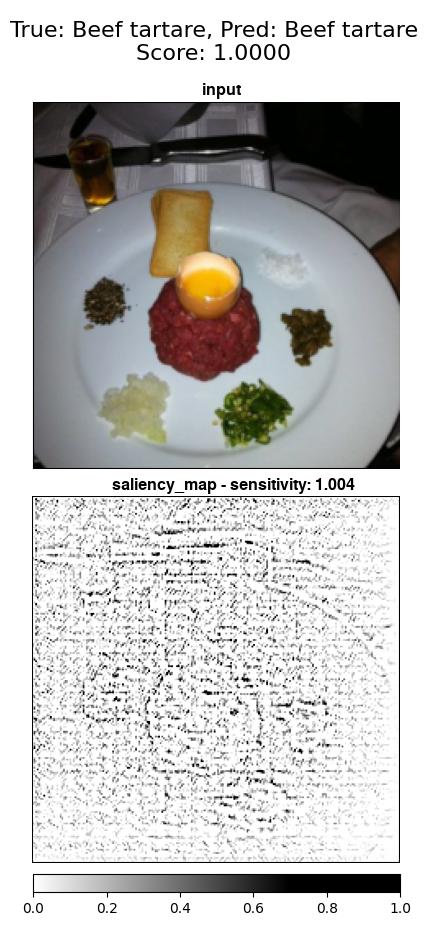 True: Beef tartare, Pred: Beef tartare
Score: 1.0000
input
saliency_map - sensitivity: 1.004
0.0 0.2 0.4 0.6 0.8 1.0